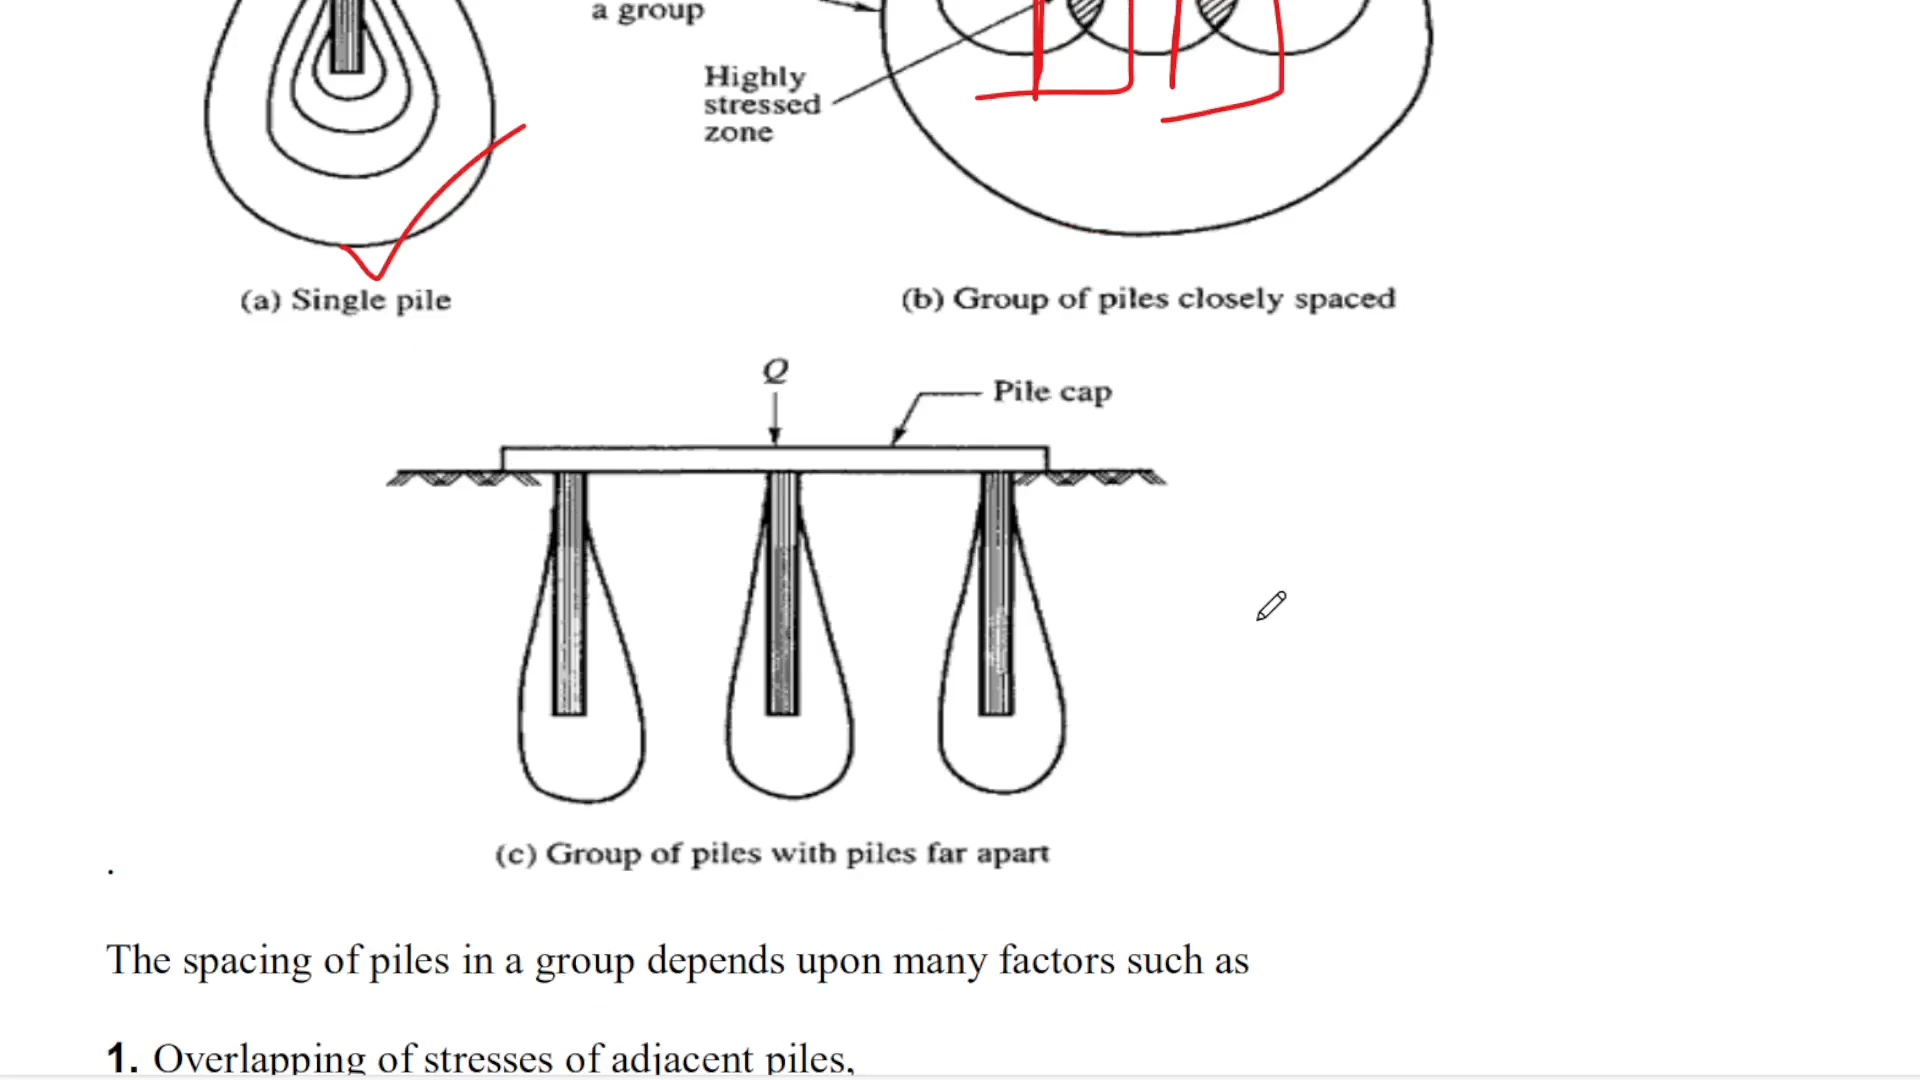 a group
Highly
stressed
zone
(a) Single pile
(b) Group of piles closely spaced
Q
Pile cap
(c) Group of piles with piles far apart
.
The spacing of piles in a group depends upon many factors such as
1. Overlapping of stresses of adjacent piles,